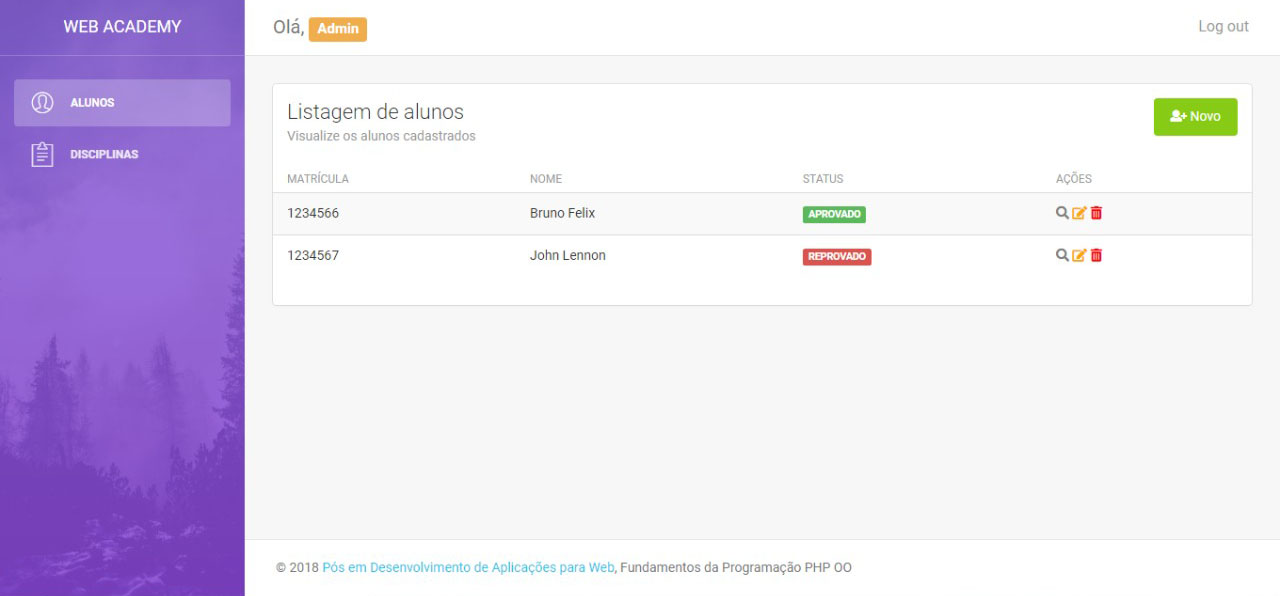 WEB ACADEMY
Olá, Admin
Log out
ALUNOS
DISCIPLINAS
Listagem de alunos
Visualize os alunos cadastrados
Novo
MATRÍCULA NOME STATUS AÇÕES
1234566 Bruno Felix APROVADO
1234567 John Lennon REPROVADO
© 2018 Pós em Desenvolvimento de Aplicações para Web, Fundamentos da Programação PHP OO